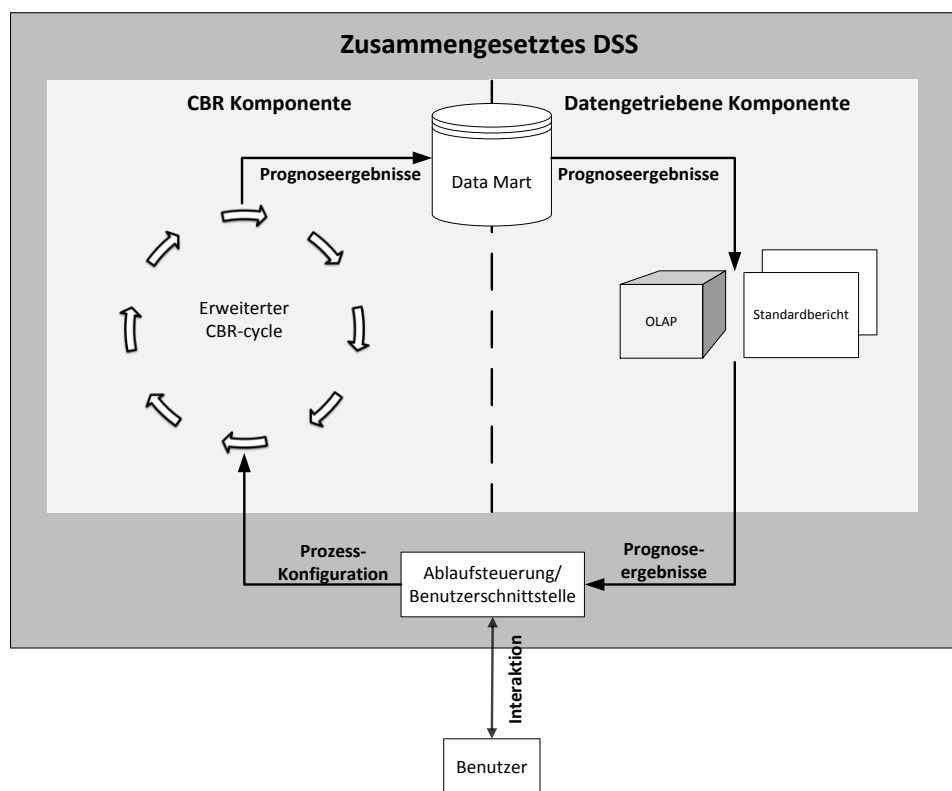 Zusammengesetztes DSS
CBR Komponente
Datengetriebene Komponente
Prognoseergebnisse
Data Mart
Prognoseergebnisse
Erweiterter
CBR-cycle
OLAP
Standardbericht
Prozess-
Konfiguration
Ablaufsteuerung/
Benutzerschnittstelle
Prognose-
ergebnisse
Interaktion
Benutzer